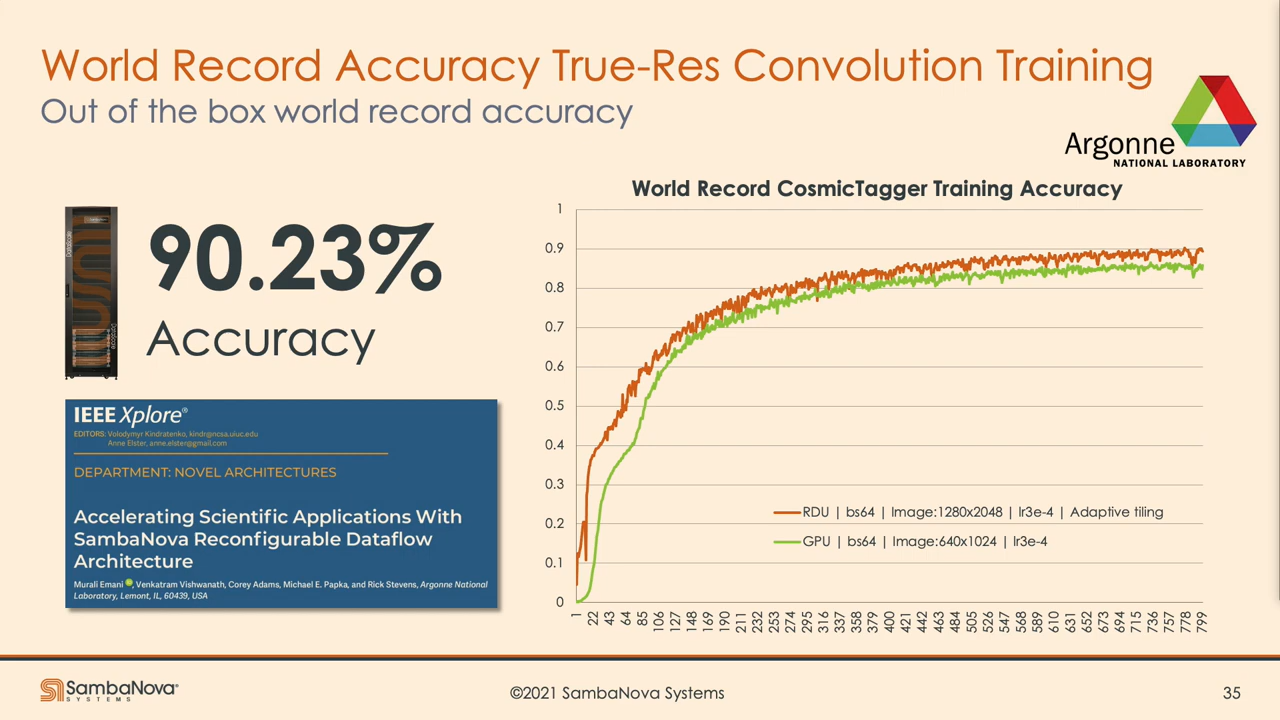 World Record Accuracy True-Res Convolution Training
Out of the box world record accuracy
Argonne
NATIONAL LABORATORY
90.23%
Accuracy
IEEE Xplore®
EDITORS: Volodymyr Kindratenko, kindr@ncsa.uiuc.edu
Anne Elster, anne.elster@gmail.com
DEPARTMENT: NOVEL ARCHITECTURES
Accelerating Scientific Applications With
SambaNova Reconfigurable Dataflow
Architecture
Murali Emani, Venkatram Vishwanath, Corey Adams, Michael E. Papka, and Rick Stevens, Argonne National
Laboratory, Lemont, IL, 60439, USA
World Record CosmicTagger Training Accuracy
1
0.9
0.8
0.7
0.6
0.5
0.4
0.3
0.2
0.1
0
RDU | bs64 | Image:1280x2048 | lr3e-4 | Adaptive tiling
GPU | bs64 | Image:640x1024 | lr3e-4
1 22 43 64 85 106 127 148 169 190 211 232 253 274 295 316 337 358 379 400 421 442 463 484 505 526 547 568 589 610 631 652 673 694 715 736 757 778 799
SambaNova®
SYSTEMS
©2021 SambaNova Systems
35